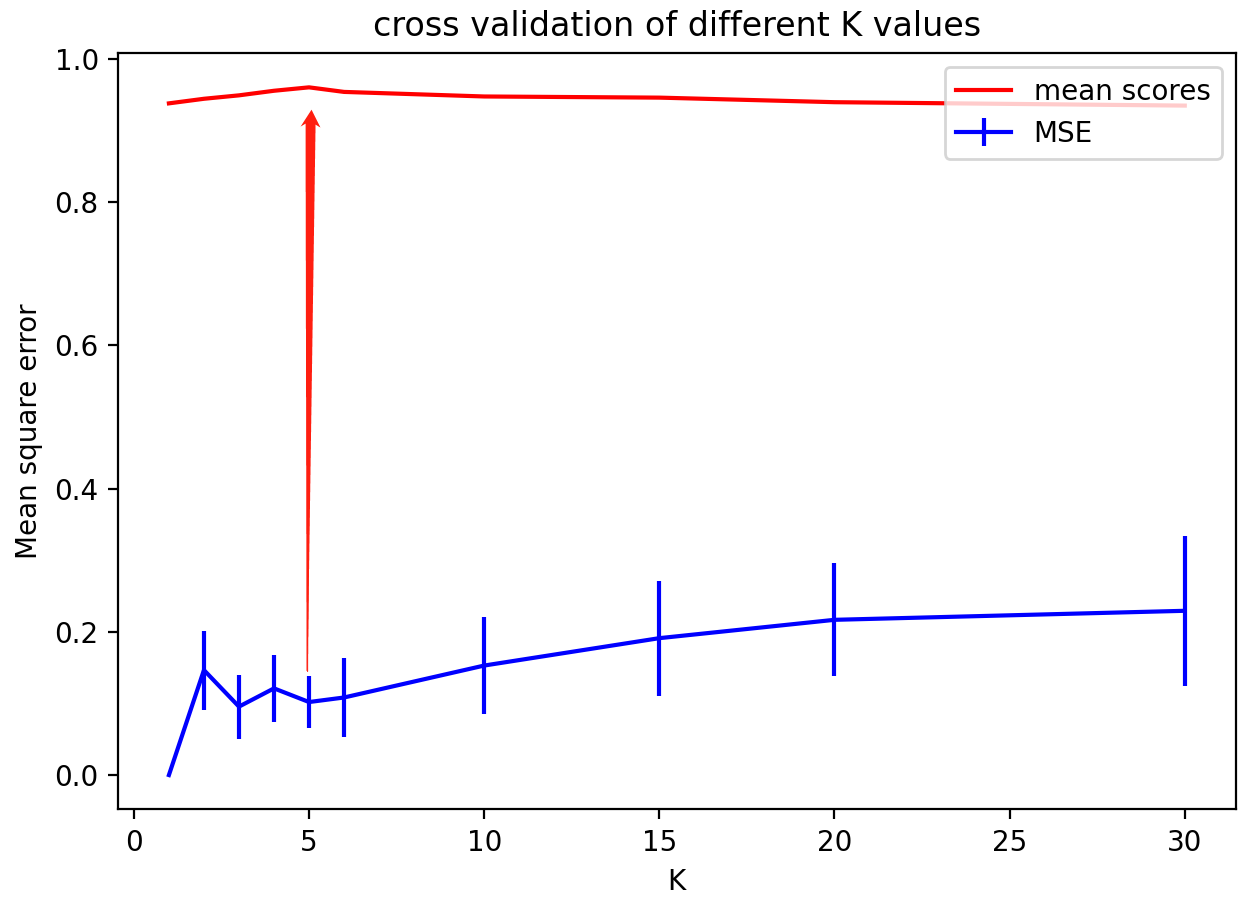 cross validation of different K values
1.0
0.8
0.6
0.4
0.2
0.0
Mean square error
mean scores
MSE
0 5 10 15 20 25 30
K